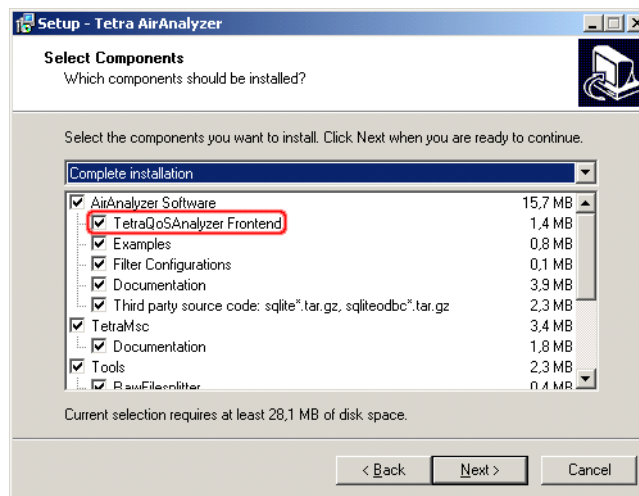 Setup - Tetra AirAnalyzer
Select Components
Which components should be installed?
Select the components you want to install. Click Next when you are ready to continue.
Complete installation
AirAnalyzer Software 15,7 MB
TetraQoSAnalyzer Frontend 1,4 MB
Examples 0,8 MB
Filter Configurations 0,1 MB
Documentation 3,9 MB
Third party source code: sqlite*.tar.gz, sqliteodbc*.tar.gz 2,3 MB
TetraMsc 3,4 MB
Documentation 1,8 MB
Tools 2,3 MB
RawFilesplitter 0,4 MB
Current selection requires at least 28,1 MB of disk space.
< Back Next > Cancel